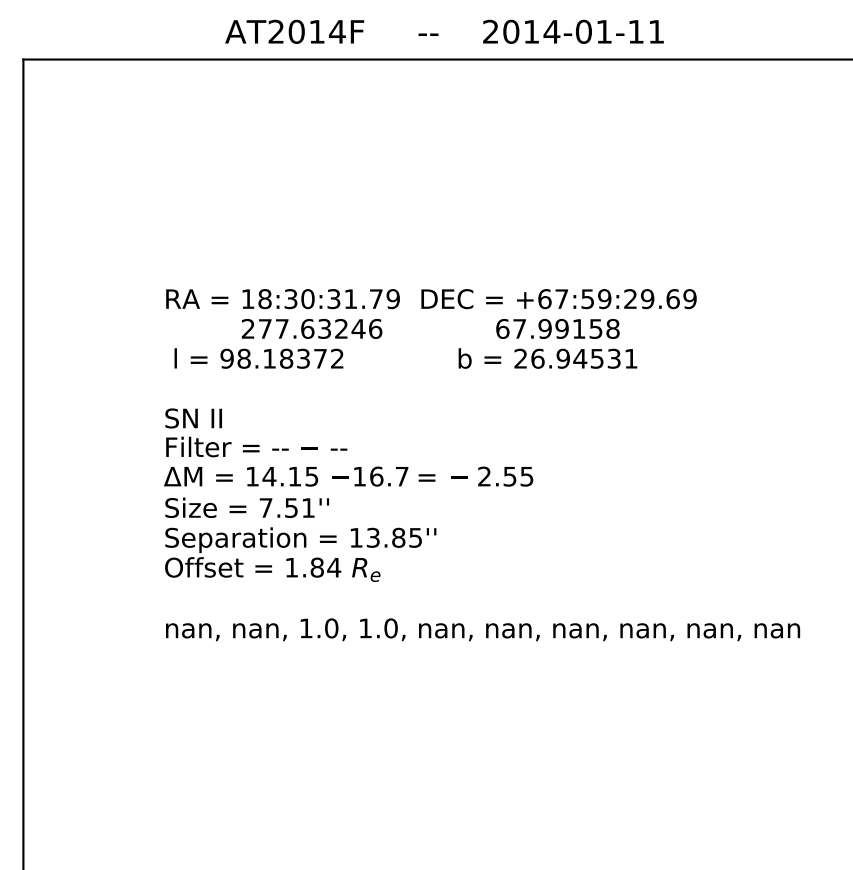 AT2014F -- 2014-01-11
RA = 18:30:31.79 DEC = +67:59:29.69
277.63246 67.99158
l = 98.18372 b = 26.94531
SN II
Filter = -- − --
ΔM = 14.15 −16.7 = − 2.55
Size = 7.51''
Separation = 13.85''
Offset = 1.84 Rₑ
nan, nan, 1.0, 1.0, nan, nan, nan, nan, nan, nan